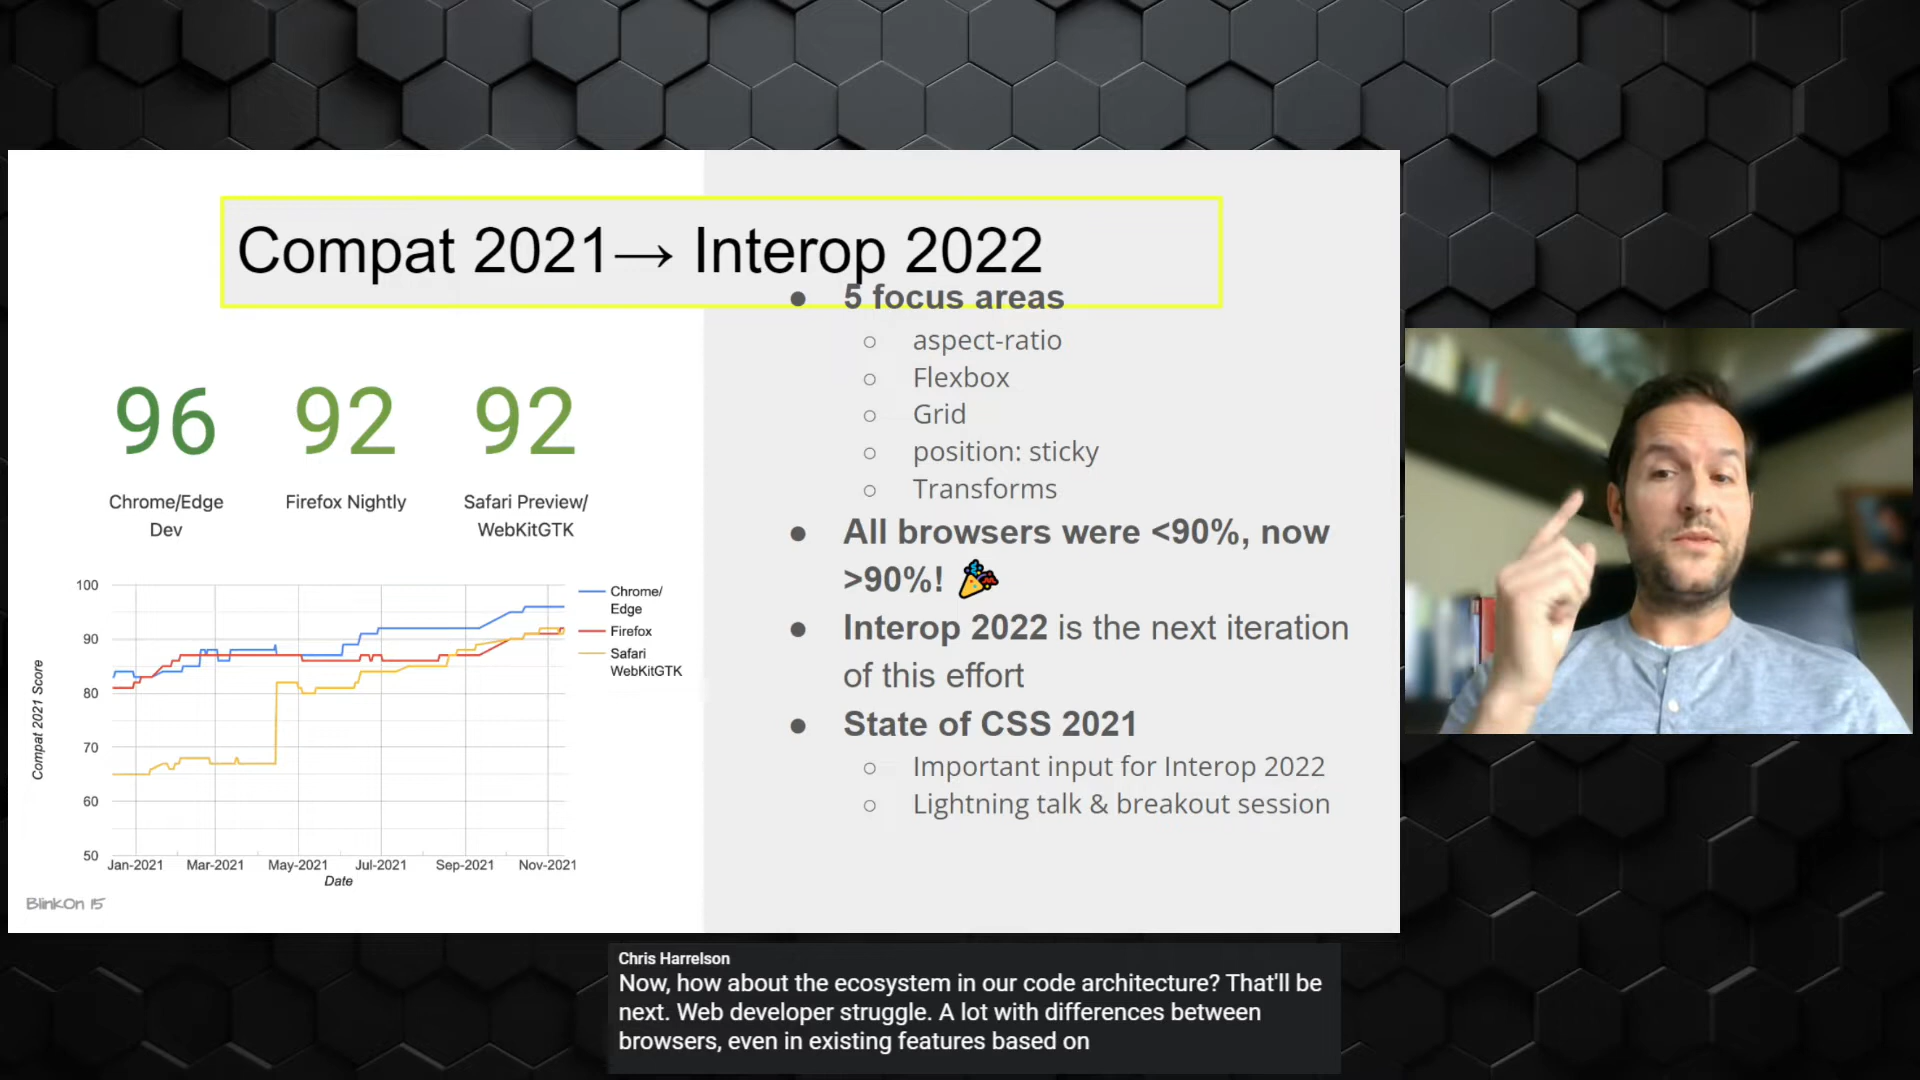 Compat 2021→ Interop 2022
96
92
92
Chrome/Edge
Dev
Firefox Nightly
Safari Preview/
WebKitGTK
Compat 2021 Score
100
90
80
70
60
50
Jan-2021
Mar-2021
May-2021
Jul-2021
Sep-2021
Nov-2021
Date
Chrome/
Edge
Firefox
Safari
WebKitGTK
BlinkOn 15
● 5 focus areas
○ aspect-ratio
○ Flexbox
○ Grid
○ position: sticky
○ Transforms
● All browsers were <90%, now
>90%! 🎉
● Interop 2022 is the next iteration
of this effort
● State of CSS 2021
○ Important input for Interop 2022
○ Lightning talk & breakout session
Chris Harrelson
Now, how about the ecosystem in our code architecture? That'll be
next. Web developer struggle. A lot with differences between
browsers, even in existing features based on